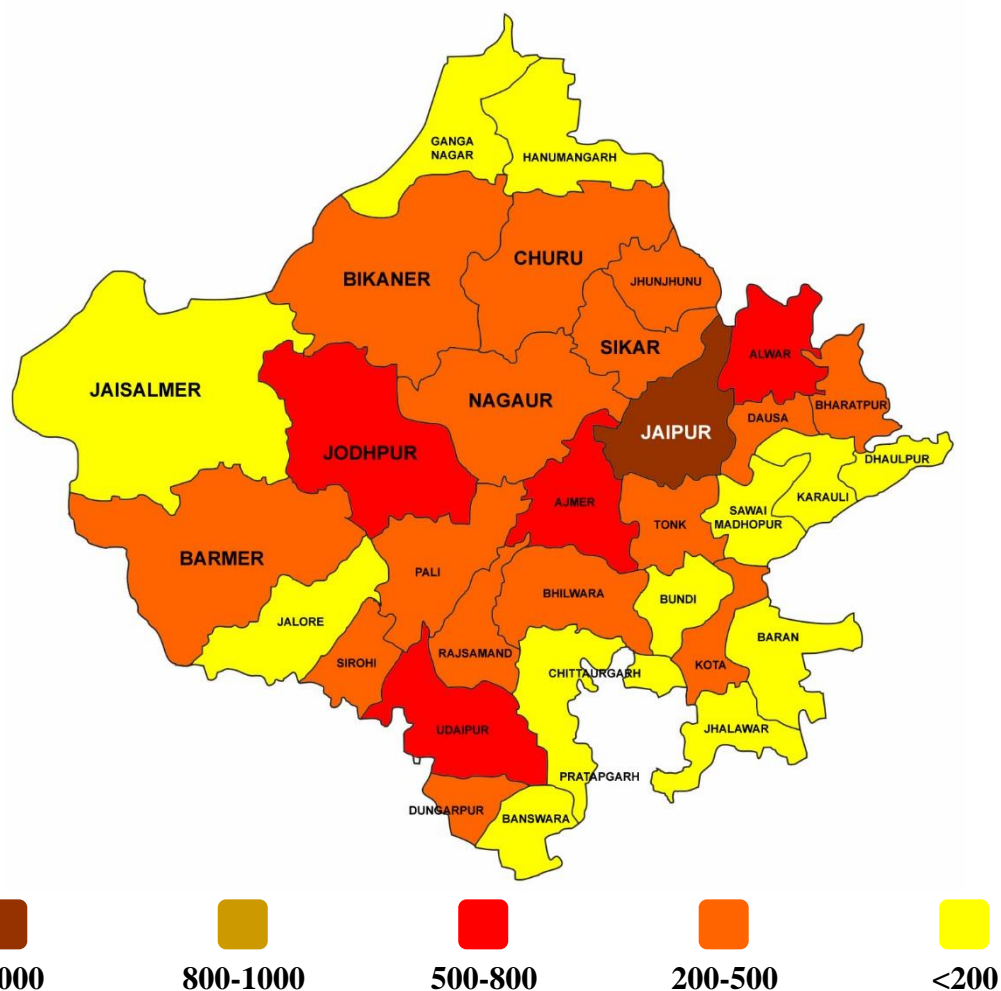 GANGA
NAGAR
HANUMANGARH
CHURU
BIKANER
JHUNJHUNU
SIKAR
ALWAR
JAISALMER
NAGAUR
BHARATPUR
DAUSA
JAIPUR
JODHPUR
DHAULPUR
KARAULI
AJMER
SAWAI
MADHOPUR
TONK
BARMER
PALI
BHILWARA
BUNDI
JALORE
BARAN
RAJSAMAND
SIROHI
KOTA
CHITTAURGARH
UDAIPUR
JHALAWAR
PRATAPGARH
DUNGARPUR
BANSWARA
000 800-1000 500-800 200-500 <200